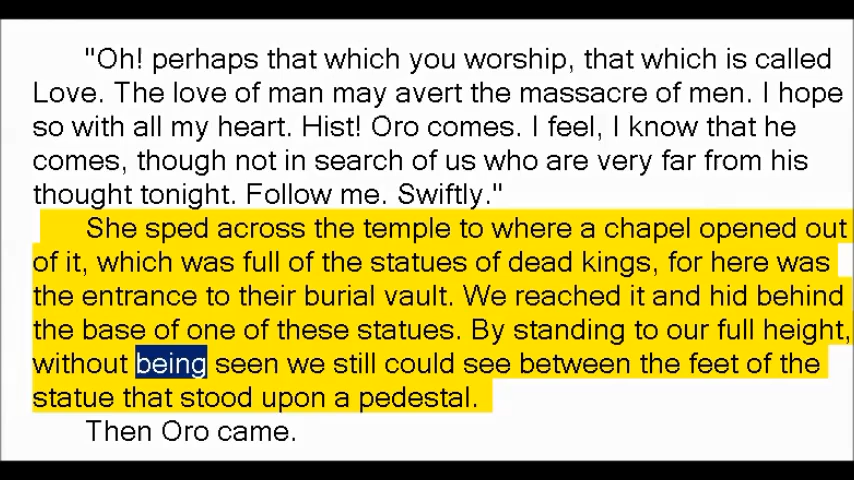 "Oh! perhaps that which you worship, that which is called
Love. The love of man may avert the massacre of men. I hope
so with all my heart. Hist! Oro comes. I feel, I know that he
comes, though not in search of us who are very far from his
thought tonight. Follow me. Swiftly."
She sped across the temple to where a chapel opened out
of it, which was full of the statues of dead kings, for here was
the entrance to their burial vault. We reached it and hid behind
the base of one of these statues. By standing to our full height,
without being seen we still could see between the feet of the
statue that stood upon a pedestal.
Then Oro came.